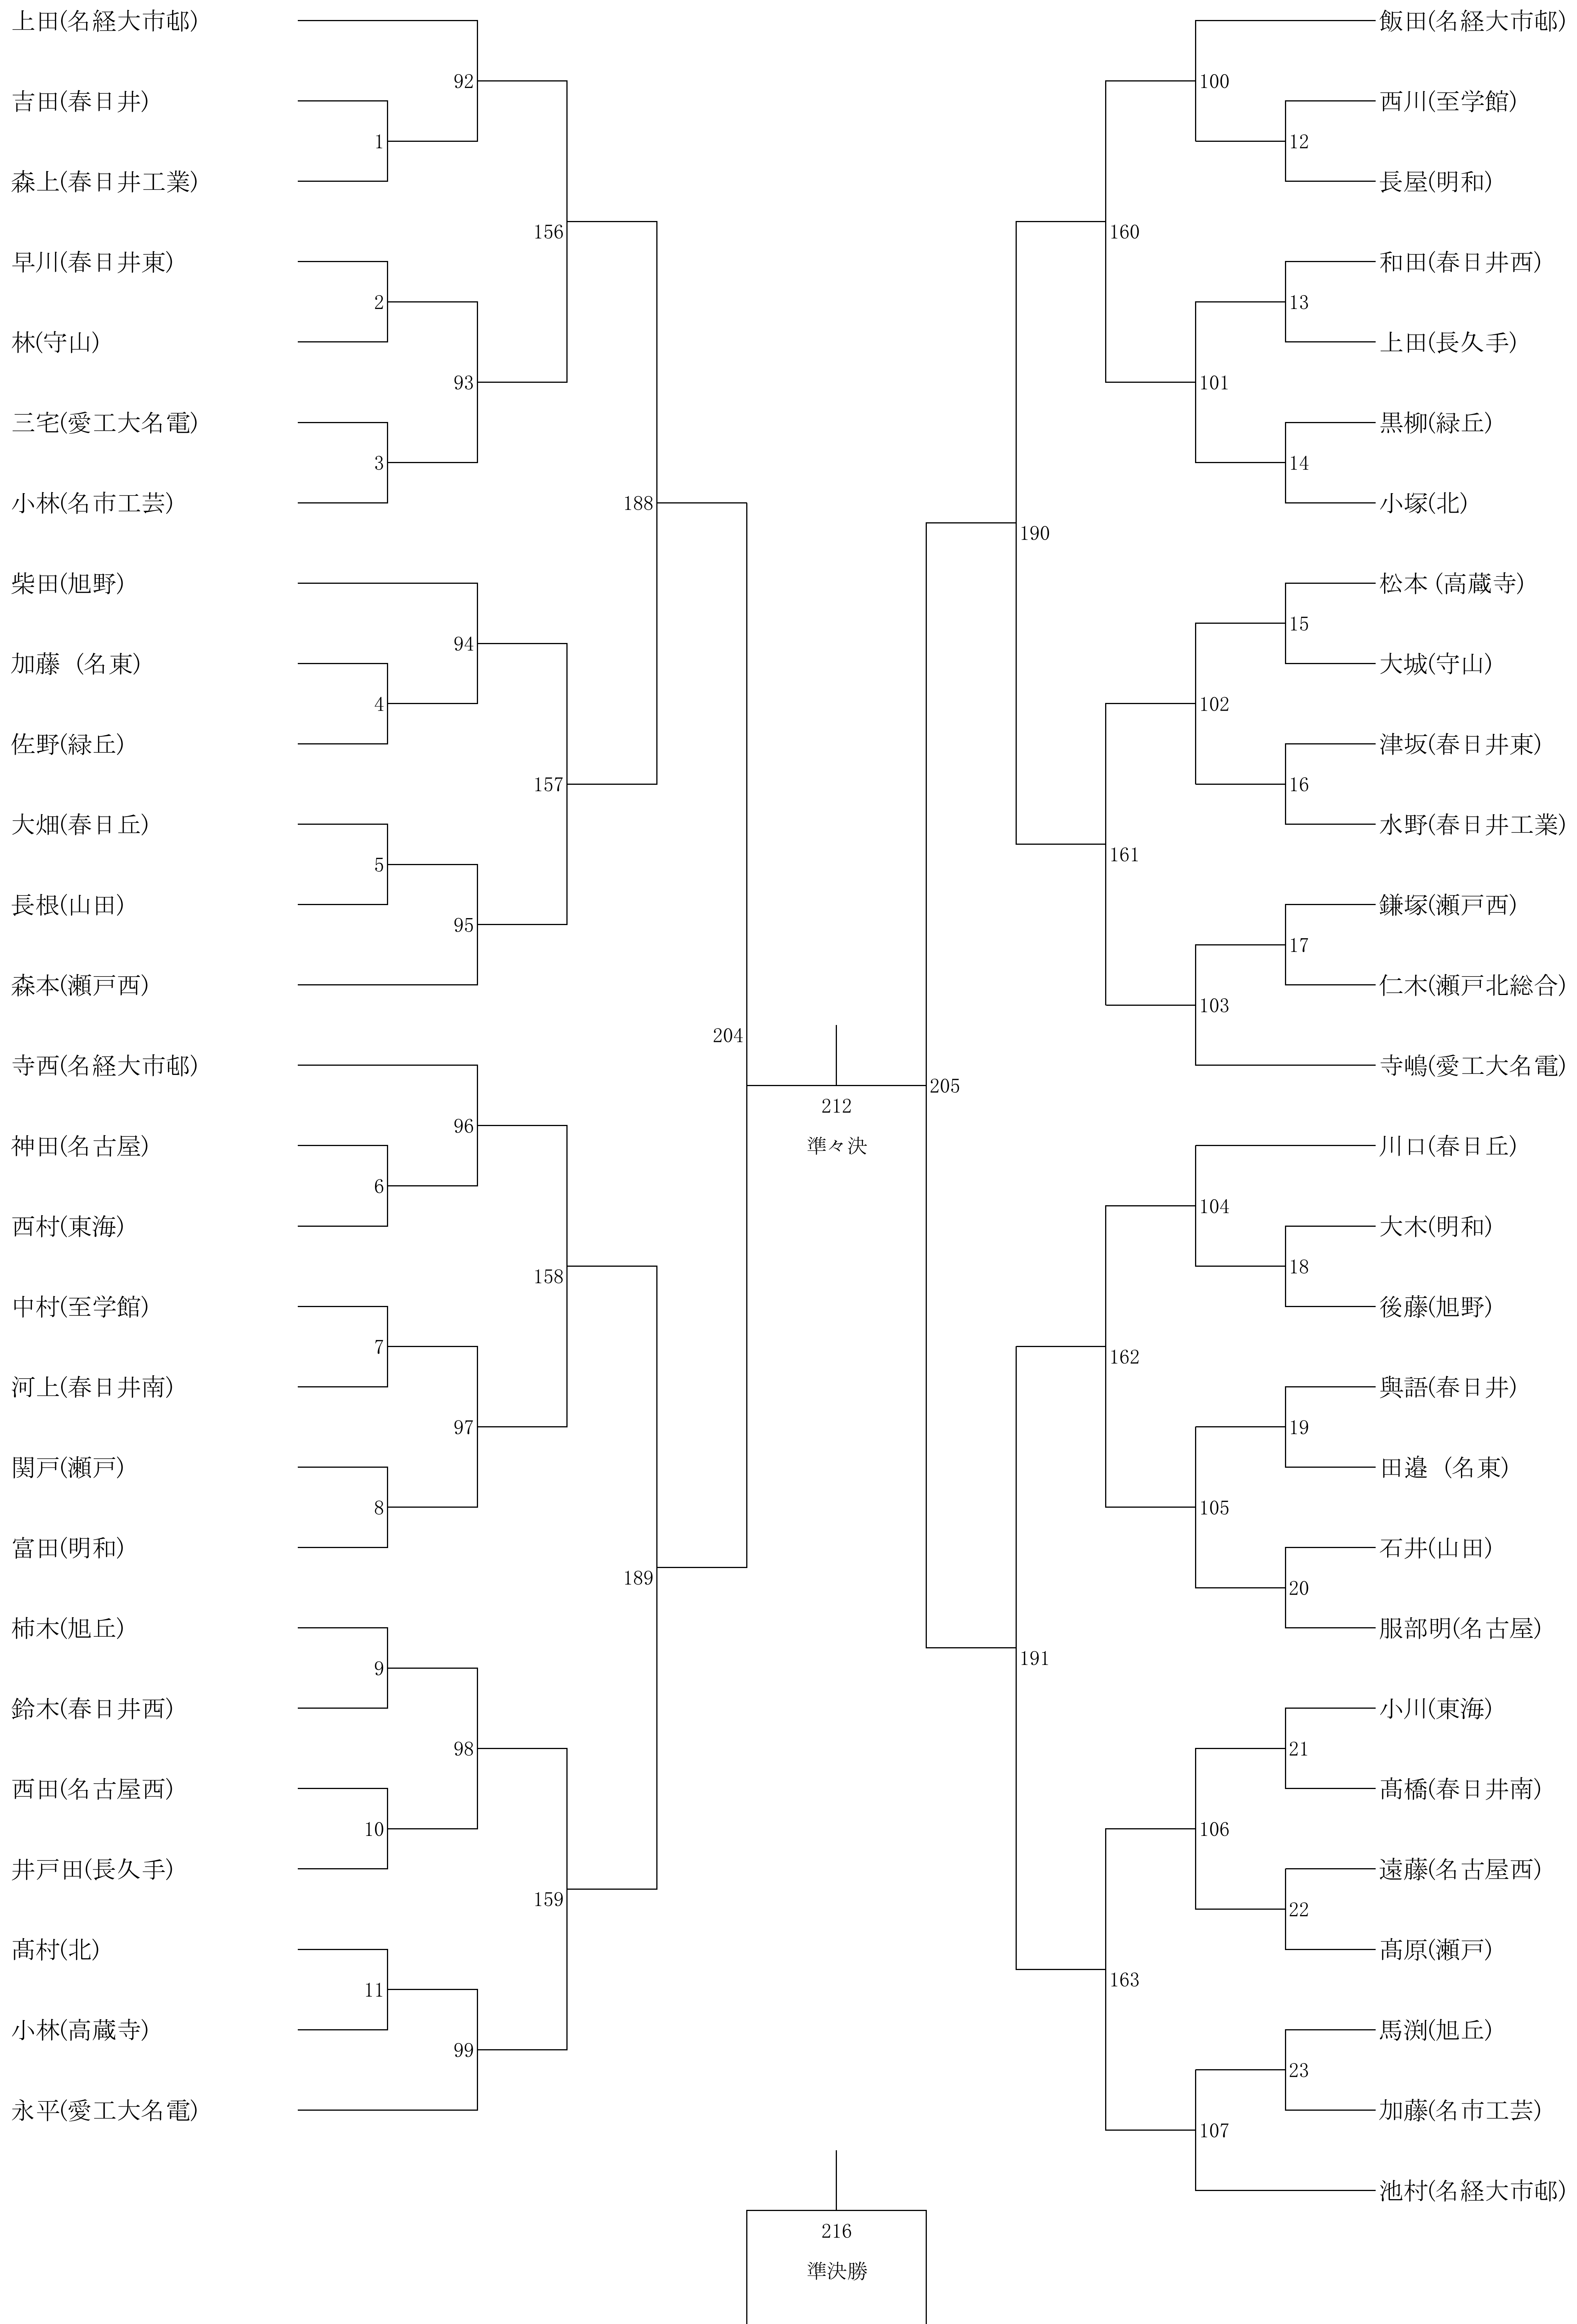 上田(名経大市邨)
吉田(春日井)
森上(春日井工業)
早川(春日井東)
林(守山)
三宅(愛工大名電)
小林(名市工芸)
柴田(旭野)
加藤 (名東)
佐野(緑丘)
大畑(春日丘)
長根(山田)
森本(瀬戸西)
寺西(名経大市邨)
神田(名古屋)
西村(東海)
中村(至学館)
河上(春日井南)
関戸(瀬戸)
富田(明和)
柿木(旭丘)
鈴木(春日井西)
西田(名古屋西)
井戸田(長久手)
髙村(北)
小林(高蔵寺)
永平(愛工大名電)
1
2
3
4
5
6
7
8
9
10
11
92
93
94
95
96
97
98
99
156
157
158
159
188
189
204
212
準々決
216
準決勝
205
190
191
160
161
162
163
100
101
102
103
104
105
106
107
12
13
14
15
16
17
18
19
20
21
22
23
飯田(名経大市邨)
西川(至学館)
長屋(明和)
和田(春日井西)
上田(長久手)
黒柳(緑丘)
小塚(北)
松本 (高蔵寺)
大城(守山)
津坂(春日井東)
水野(春日井工業)
鎌塚(瀬戸西)
仁木(瀬戸北総合)
寺嶋(愛工大名電)
川口(春日丘)
大木(明和)
後藤(旭野)
與語(春日井)
田邉 (名東)
石井(山田)
服部明(名古屋)
小川(東海)
髙橋(春日井南)
遠藤(名古屋西)
髙原(瀬戸)
馬渕(旭丘)
加藤(名市工芸)
池村(名経大市邨)